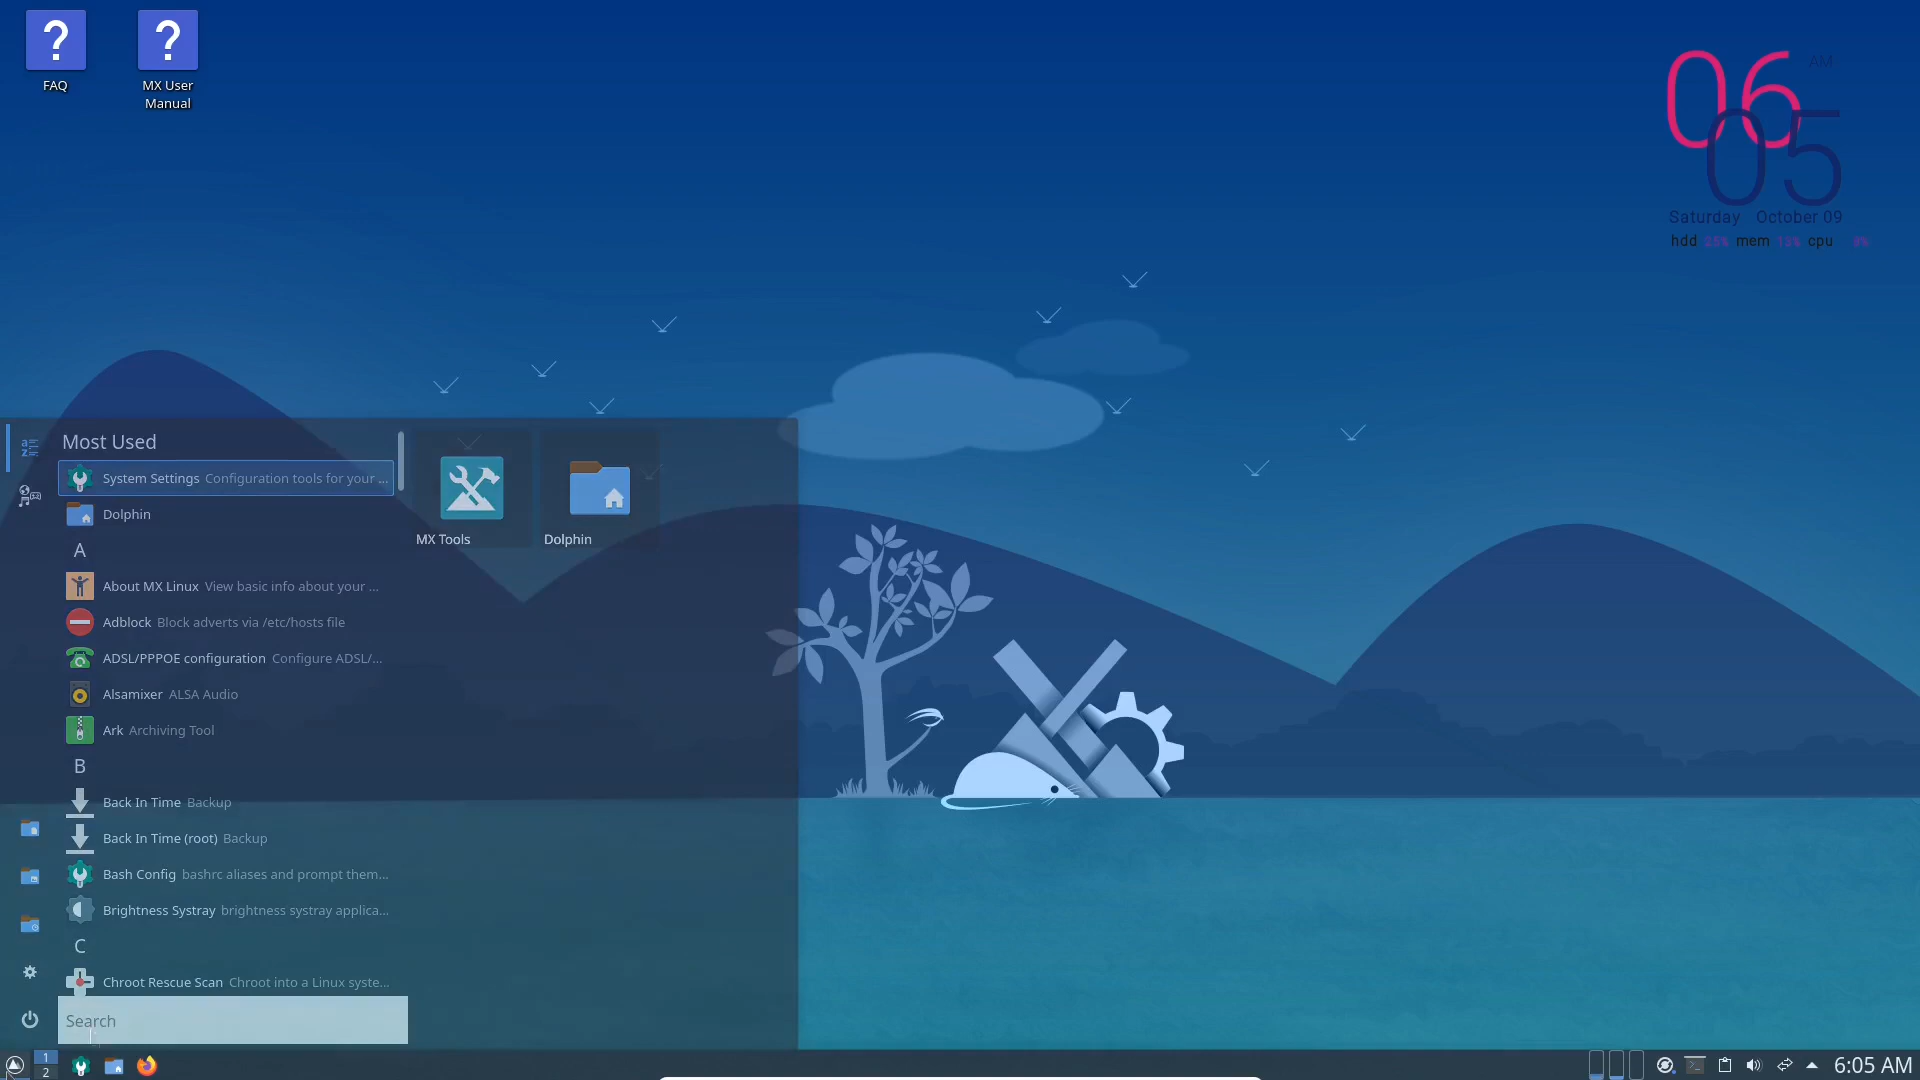 FAQ
MX User
Manual
06
AM
05
Saturday October 09
hdd 25% mem 13% cpu
Most Used
System Settings Configuration tools for your ...
Dolphin
A
About MX Linux View basic info about your ...
Adblock Block adverts via /etc/hosts file
ADSL/PPPOE configuration Configure ADSL/...
Alsamixer ALSA Audio
Ark Archiving Tool
B
Back In Time Backup
Back In Time (root) Backup
Bash Config bashrc aliases and prompt them...
Brightness Systray brightness systray applica...
C
Chroot Rescue Scan Chroot into a Linux syste...
MX Tools
Dolphin
Search
1
2
6:05 AM